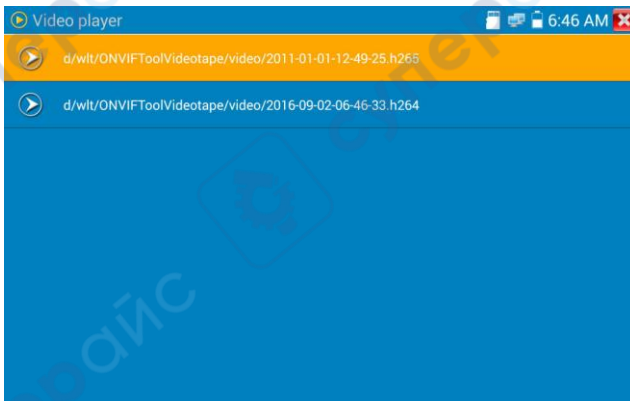 Video player 6:46 AM
d/wlt/ONVIFToolVideotape/video/2011-01-01-12-49-25.h265
d/wlt/ONVIFToolVideotape/video/2016-09-02-06-46-33.h264